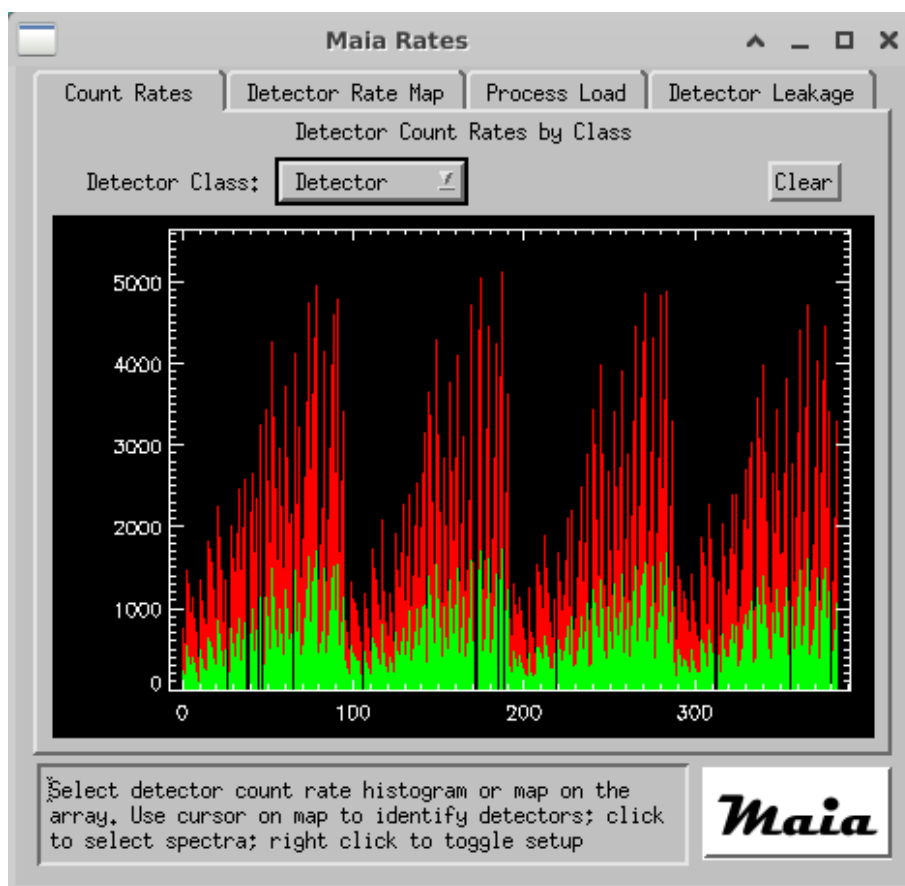 Maia Rates
Count Rates Detector Rate Map Process Load Detector Leakage
Detector Count Rates by Class
Detector Class: Detector Clear
5000
4000
3000
2000
1000
0
0 100 200 300
Select detector count rate histogram or map on the
array. Use cursor on map to identify detectors; click
to select spectra; right click to toggle setup
Maia